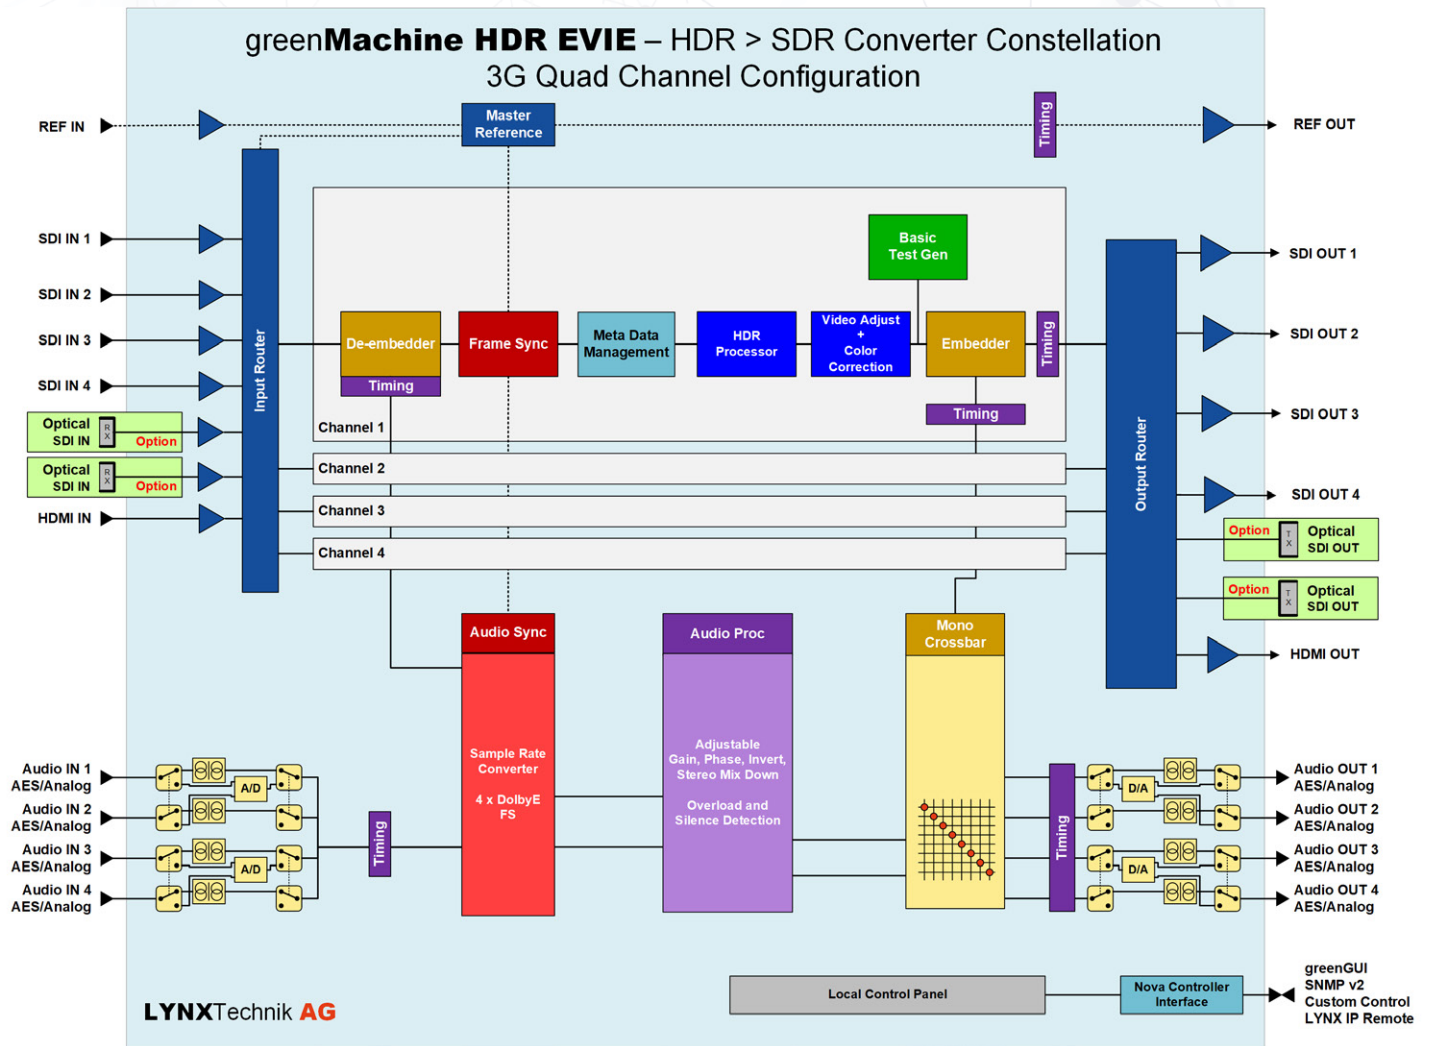 greenMachine HDR EVIE – HDR > SDR Converter Constellation
3G Quad Channel Configuration
REF IN
Master
Reference
Timing
REF OUT
SDI IN 1
SDI IN 2
SDI IN 3
SDI IN 4
Optical
SDI IN
RX
Option
Optical
SDI IN
RX
Option
HDMI IN
Input Router
Basic
Test Gen
De-embedder
Timing
Frame Sync
Meta Data
Management
HDR
Processor
Video Adjust
+
Color
Correction
Embedder
Timing
Timing
Channel 1
Channel 2
Channel 3
Channel 4
Output Router
SDI OUT 1
SDI OUT 2
SDI OUT 3
SDI OUT 4
Option
TX
Optical
SDI OUT
Option
TX
Optical
SDI OUT
HDMI OUT
Audio Sync
Sample Rate
Converter
4 x DolbyE
FS
Audio Proc
Adjustable
Gain, Phase, Invert,
Stereo Mix Down
Overload and
Silence Detection
Mono
Crossbar
Audio IN 1
AES/Analog
Audio IN 2
AES/Analog
Audio IN 3
AES/Analog
Audio IN 4
AES/Analog
A/D
A/D
Timing
Timing
D/A
D/A
Audio OUT 1
AES/Analog
Audio OUT 2
AES/Analog
Audio OUT 3
AES/Analog
Audio OUT 4
AES/Analog
Local Control Panel
Nova Controller
Interface
greenGUI
SNMP v2
Custom Control
LYNX IP Remote
LYNXTechnik AG